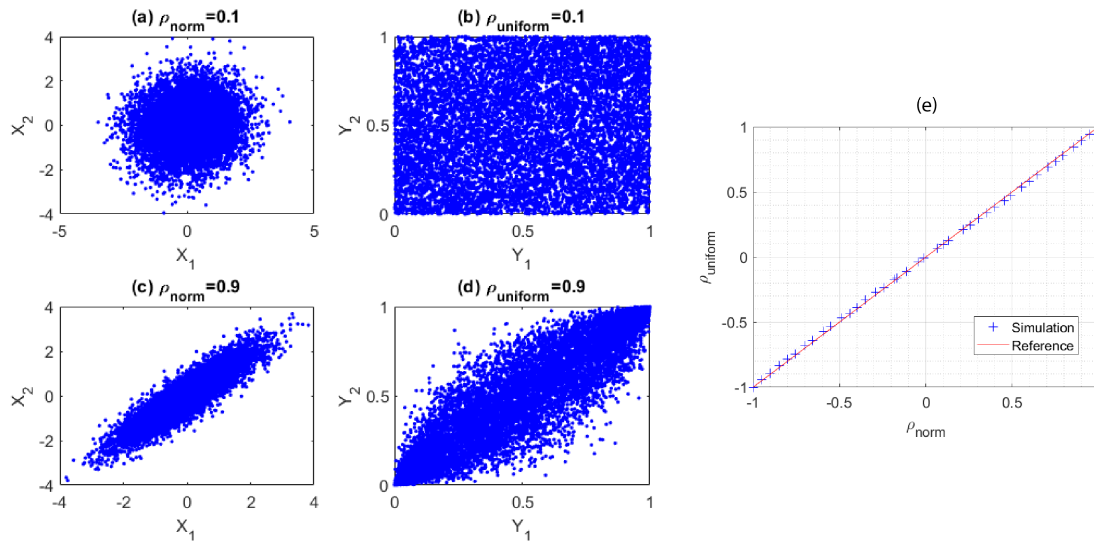 (a) ρnorm=0.1
4
2
0
-2
-4
X2
-5
0
5
X1
(b) ρuniform=0.1
1
0.5
0
Y2
0
0.5
1
Y1
(c) ρnorm=0.9
4
2
0
-2
-4
X2
-4
-2
0
2
4
X1
(d) ρuniform=0.9
1
0.5
0
Y2
0
0.5
1
Y1
(e)
1
0.5
0
-0.5
-1
ρuniform
-1
-0.5
0
0.5
ρnorm
Simulation
Reference